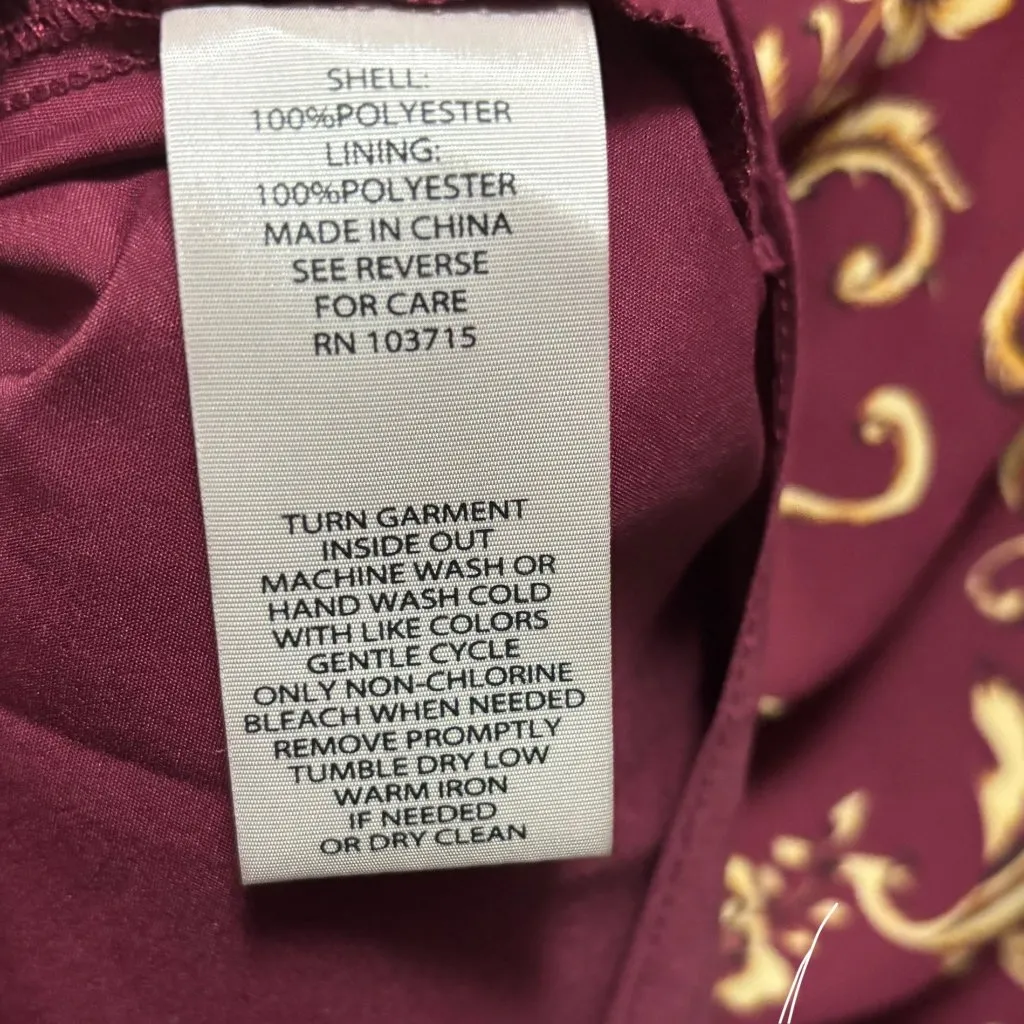 SHELL:
100%POLYESTER
LINING:
100%POLYESTER
MADE IN CHINA
SEE REVERSE
FOR CARE
RN 103715
TURN GARMENT
INSIDE OUT
MACHINE WASH OR
HAND WASH COLD
WITH LIKE COLORS
GENTLE CYCLE
ONLY NON-CHLORINE
BLEACH WHEN NEEDED
REMOVE PROMPTLY
TUMBLE DRY LOW
WARM IRON
IF NEEDED
OR DRY CLEAN